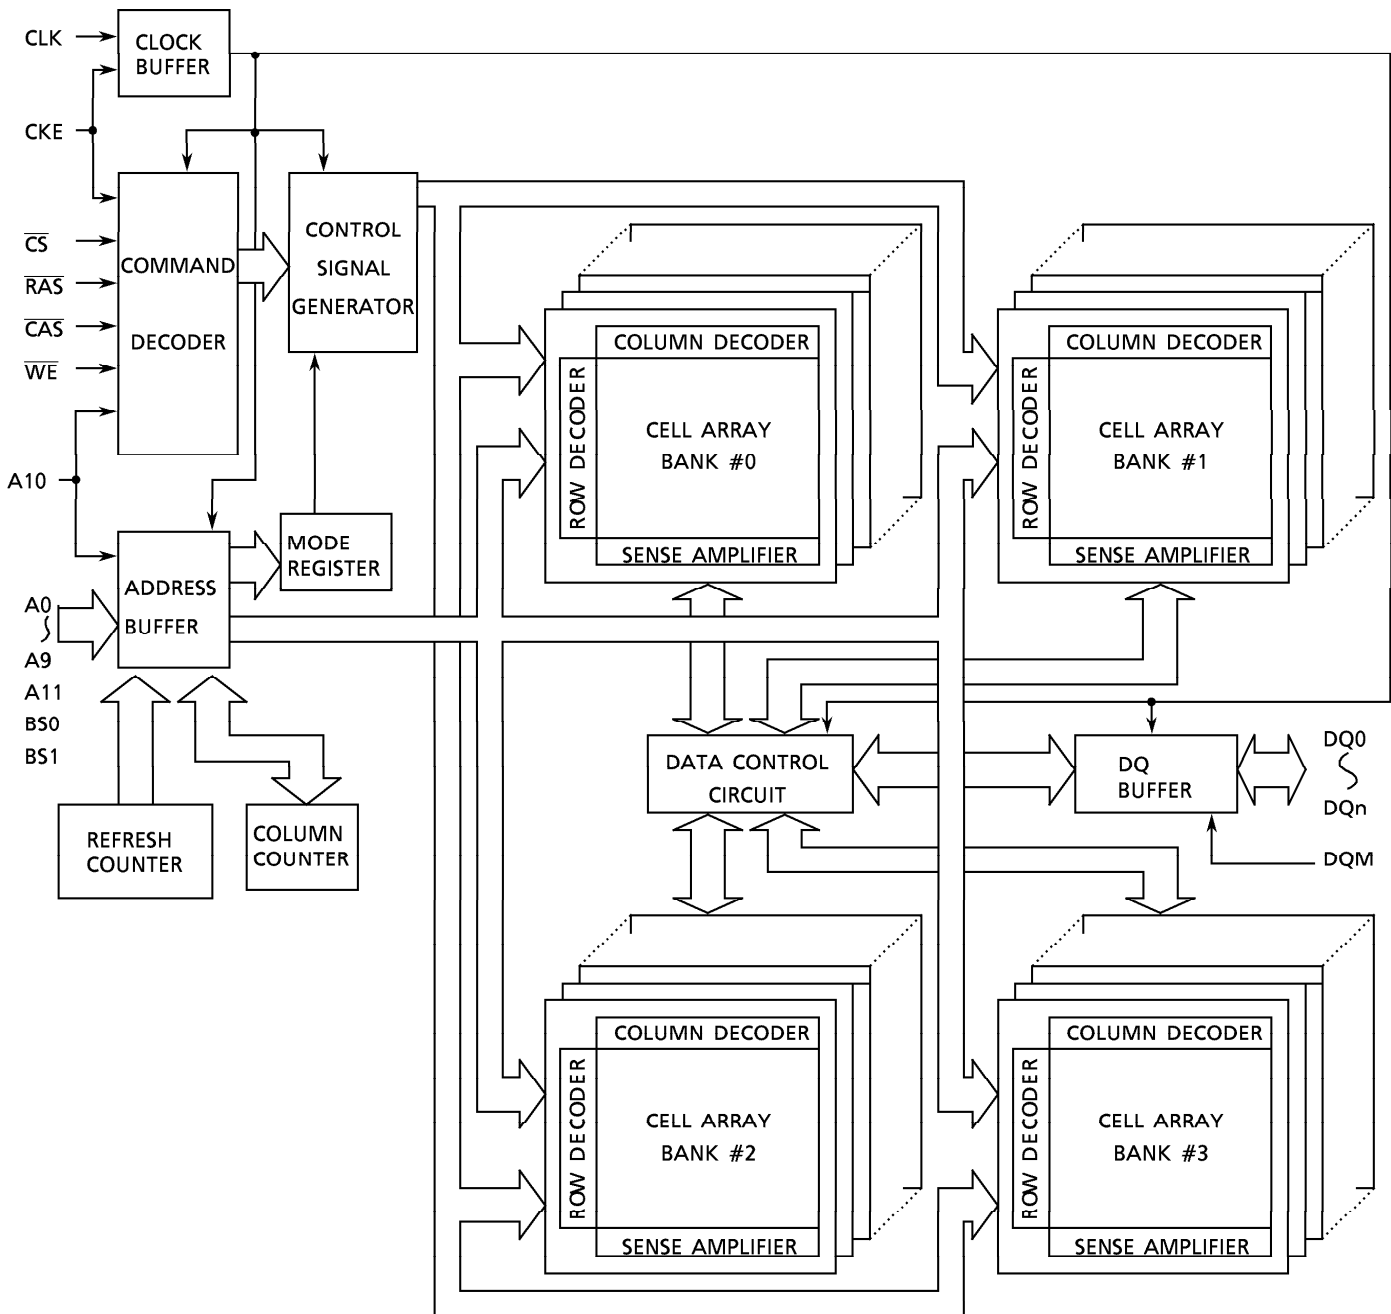 CLK
CLOCK
BUFFER
CKE
CS
RAS
CAS
WE
COMMAND
DECODER
CONTROL
SIGNAL
GENERATOR
A10
MODE
REGISTER
ADDRESS
BUFFER
A0
A9
A11
BS0
BS1
REFRESH
COUNTER
COLUMN
COUNTER
COLUMN DECODER
ROW DECODER
CELL ARRAY
BANK #0
SENSE AMPLIFIER
COLUMN DECODER
ROW DECODER
CELL ARRAY
BANK #1
SENSE AMPLIFIER
DATA CONTROL
CIRCUIT
DQ
BUFFER
DQ0
DQn
DQM
COLUMN DECODER
ROW DECODER
CELL ARRAY
BANK #2
SENSE AMPLIFIER
COLUMN DECODER
ROW DECODER
CELL ARRAY
BANK #3
SENSE AMPLIFIER